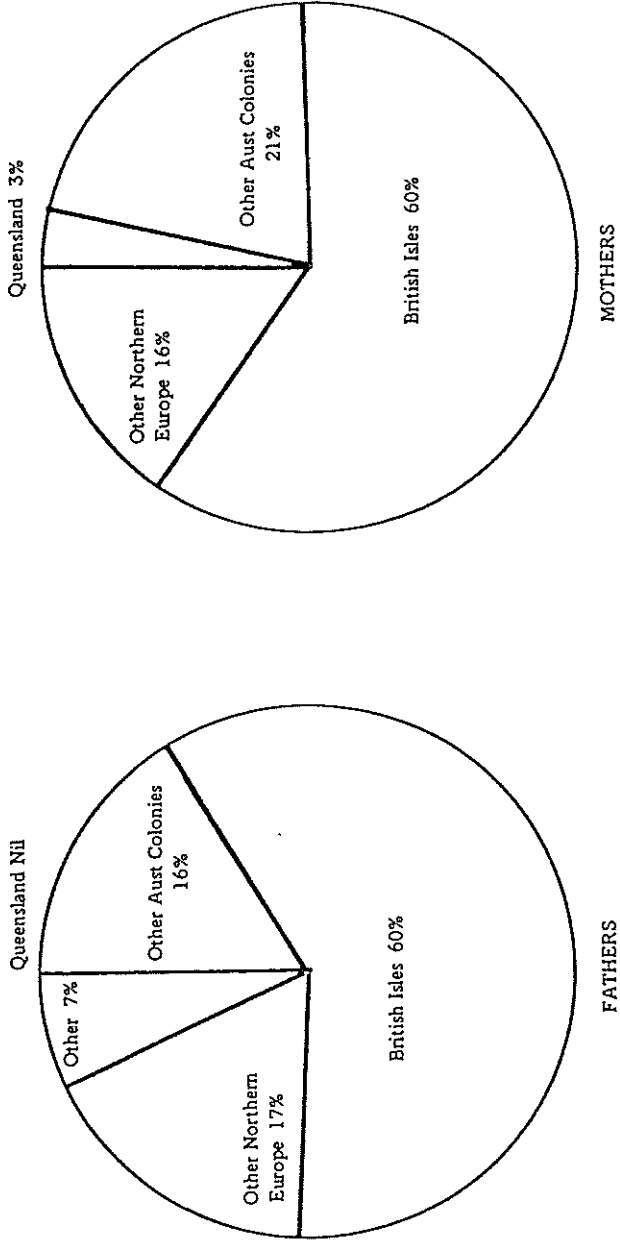 Queensland Nil
Other 7%
Other Aust Colonies
16%
Other Northern
Europe 17%
British Isles 60%
FATHERS
Queensland 3%
Other Northern
Europe 16%
Other Aust Colonies
21%
British Isles 60%
MOTHERS